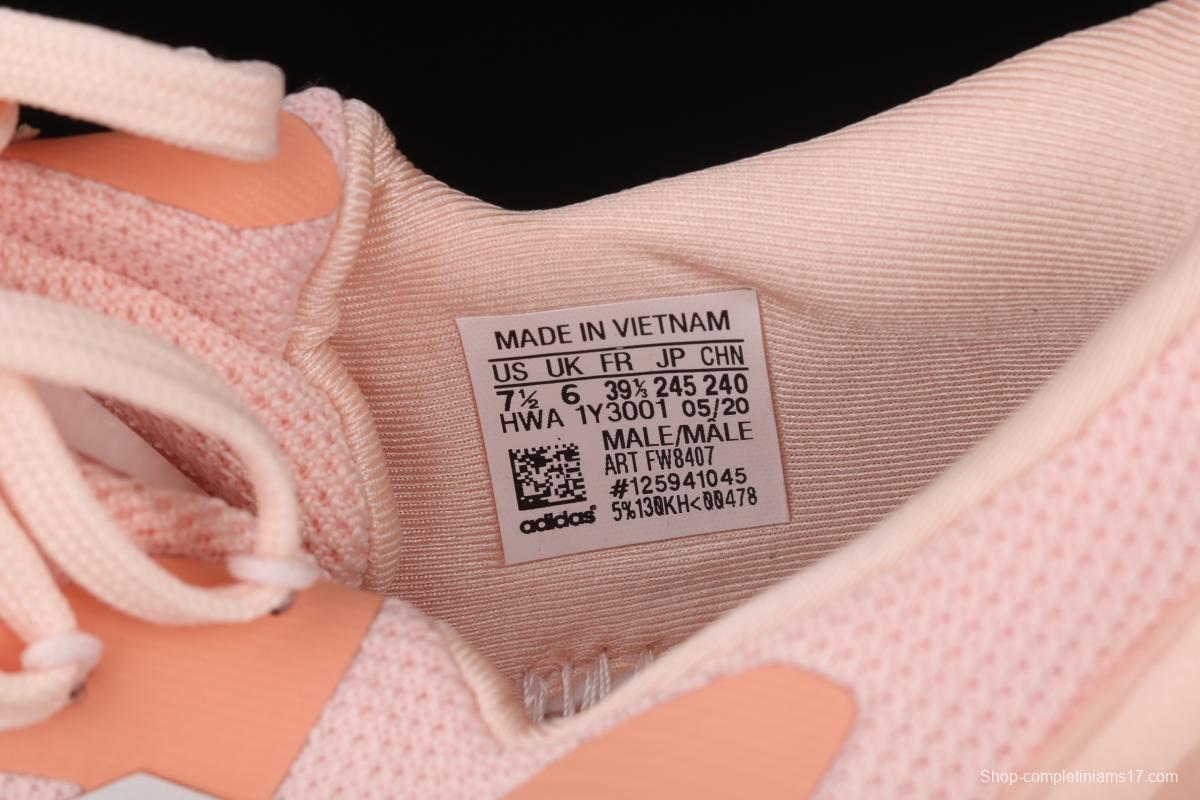 MADE IN VIETNAM
US UK FR JP CHN
7½ 6 39⅓ 245 240
HWA 1Y3001 05/20
MALE/MÂLE
ART FW8407
#125941045
5%130KH<00478
adidas
Shop-completiniams17.com